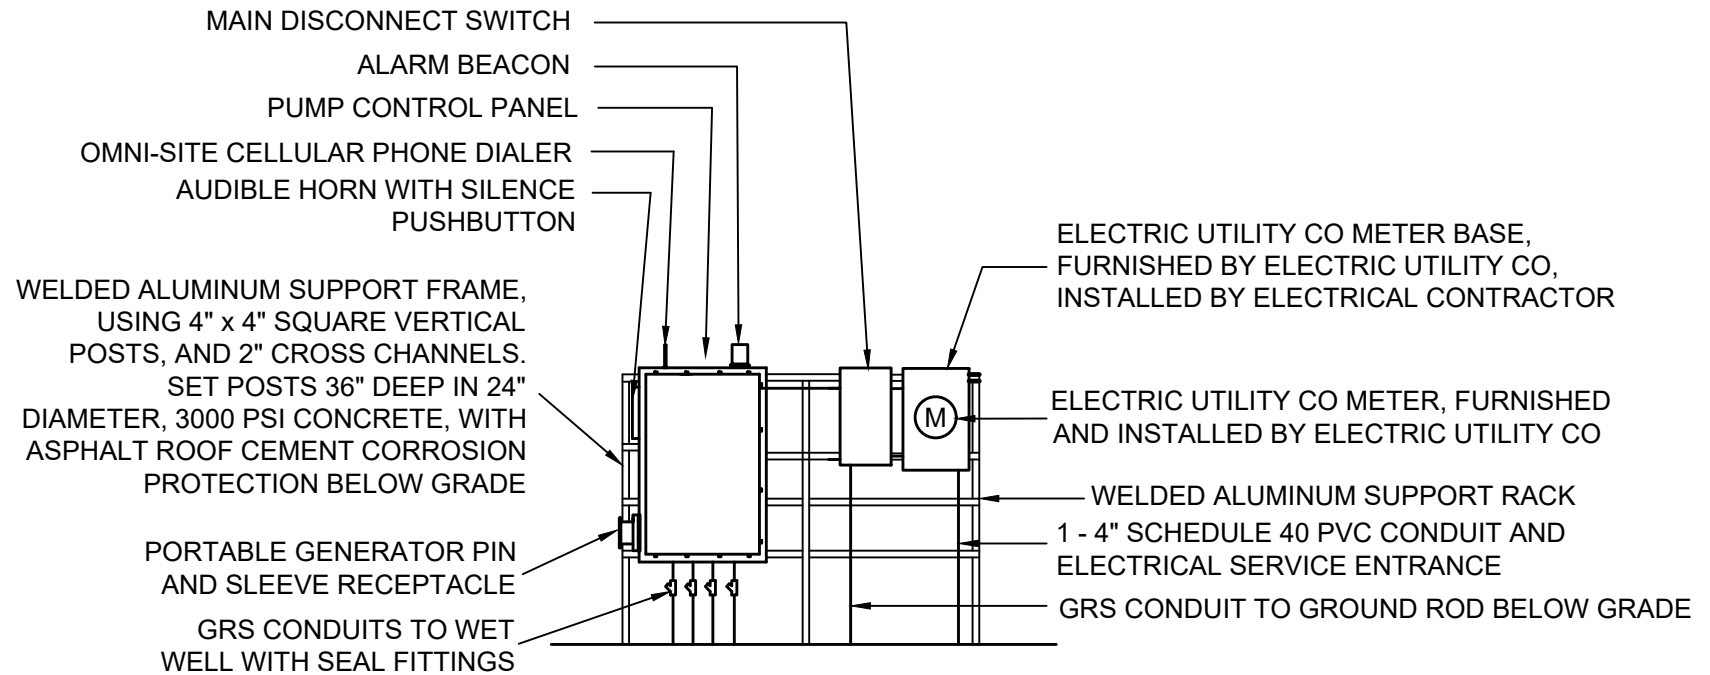 MAIN DISCONNECT SWITCH
ALARM BEACON
PUMP CONTROL PANEL
OMNI-SITE CELLULAR PHONE DIALER
AUDIBLE HORN WITH SILENCE
PUSHBUTTON
WELDED ALUMINUM SUPPORT FRAME,
USING 4" x 4" SQUARE VERTICAL
POSTS, AND 2" CROSS CHANNELS.
SET POSTS 36" DEEP IN 24"
DIAMETER, 3000 PSI CONCRETE, WITH
ASPHALT ROOF CEMENT CORROSION
PROTECTION BELOW GRADE
PORTABLE GENERATOR PIN
AND SLEEVE RECEPTACLE
GRS CONDUITS TO WET
WELL WITH SEAL FITTINGS
M
ELECTRIC UTILITY CO METER BASE,
FURNISHED BY ELECTRIC UTILITY CO,
INSTALLED BY ELECTRICAL CONTRACTOR
ELECTRIC UTILITY CO METER, FURNISHED
AND INSTALLED BY ELECTRIC UTILITY CO
WELDED ALUMINUM SUPPORT RACK
1 - 4" SCHEDULE 40 PVC CONDUIT AND
ELECTRICAL SERVICE ENTRANCE
GRS CONDUIT TO GROUND ROD BELOW GRADE